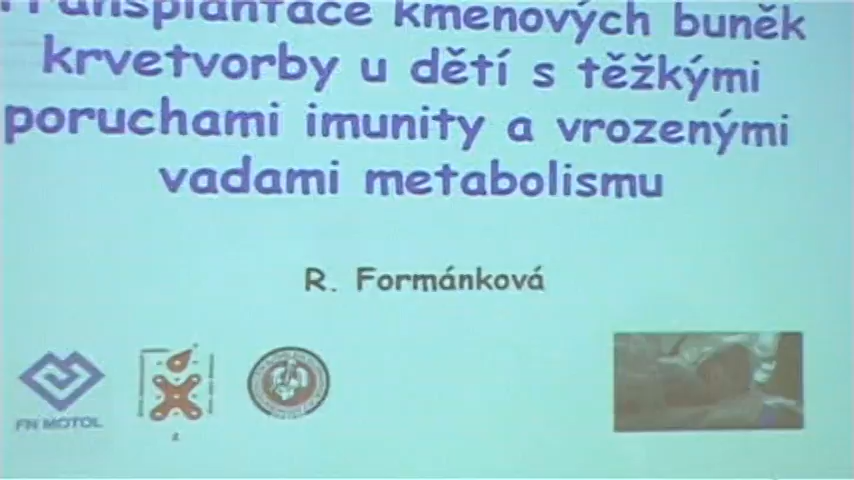 Transplantace kmenových buněk
krvetvorby u dětí s těžkými
poruchami imunity a vrozenými
vadami metabolismu
R. Formánková
FN MOTOL